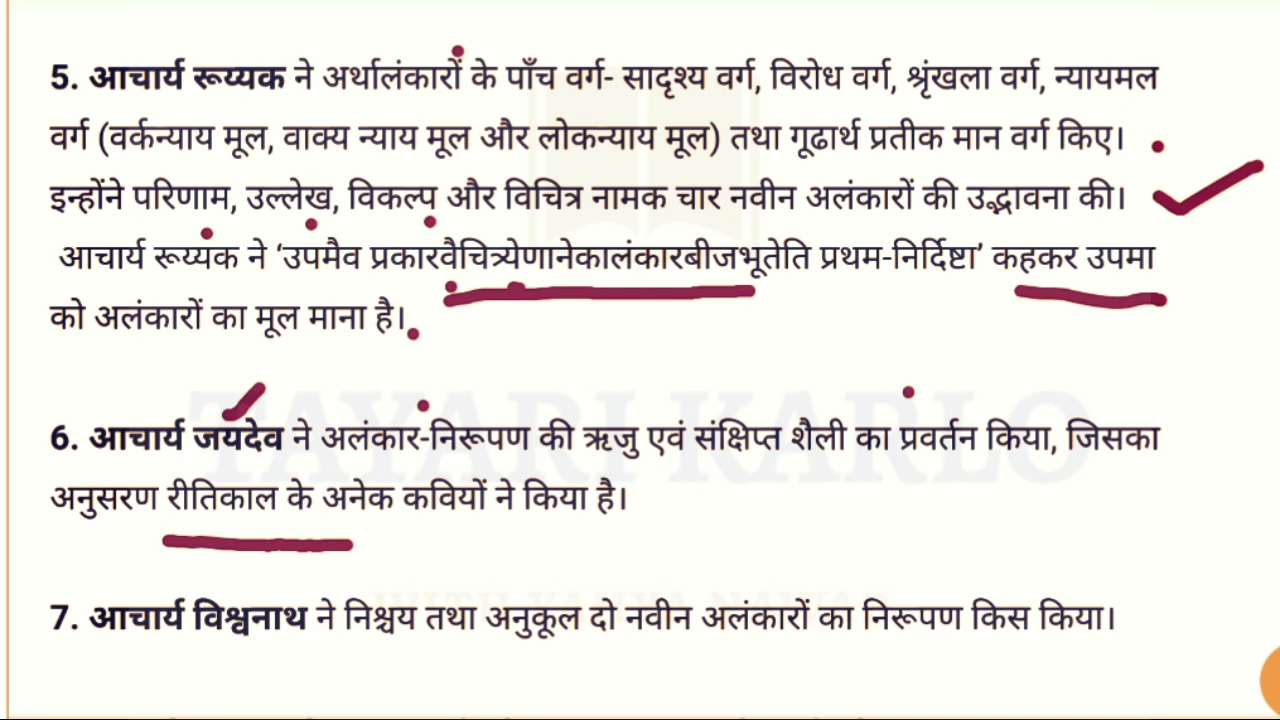 5. आचार्य रूय्यक ने अर्थालंकारों के पाँच वर्ग- सादृश्य वर्ग, विरोध वर्ग, श्रृंखला वर्ग, न्यायमल
वर्ग (वर्कन्याय मूल, वाक्य न्याय मूल और लोकन्याय मूल) तथा गूढार्थ प्रतीक मान वर्ग किए।
इन्होंने परिणाम, उल्लेख, विकल्प और विचित्र नामक चार नवीन अलंकारों की उद्भावना की।
आचार्य रूय्यक ने ‘उपमैव प्रकारवैचित्र्येणानेकालंकारबीजभूतेति प्रथम-निर्दिष्टा’ कहकर उपमा
को अलंकारों का मूल माना है।
TAYARI KARLO
6. आचार्य जयदेव ने अलंकार-निरूपण की ऋजु एवं संक्षिप्त शैली का प्रवर्तन किया, जिसका
अनुसरण रीतिकाल के अनेक कवियों ने किया है।
7. आचार्य विश्वनाथ ने निश्चय तथा अनुकूल दो नवीन अलंकारों का निरूपण किस किया।